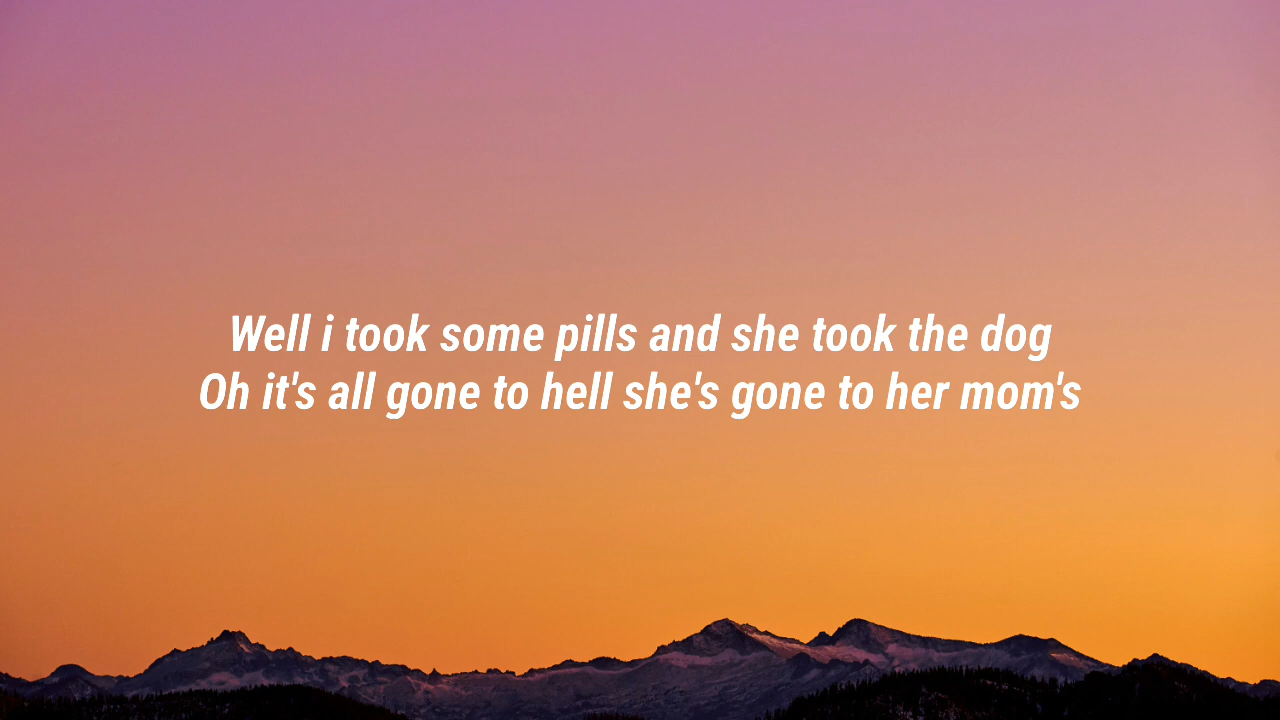 Well i took some pills and she took the dog
Oh it's all gone to hell she's gone to her mom's